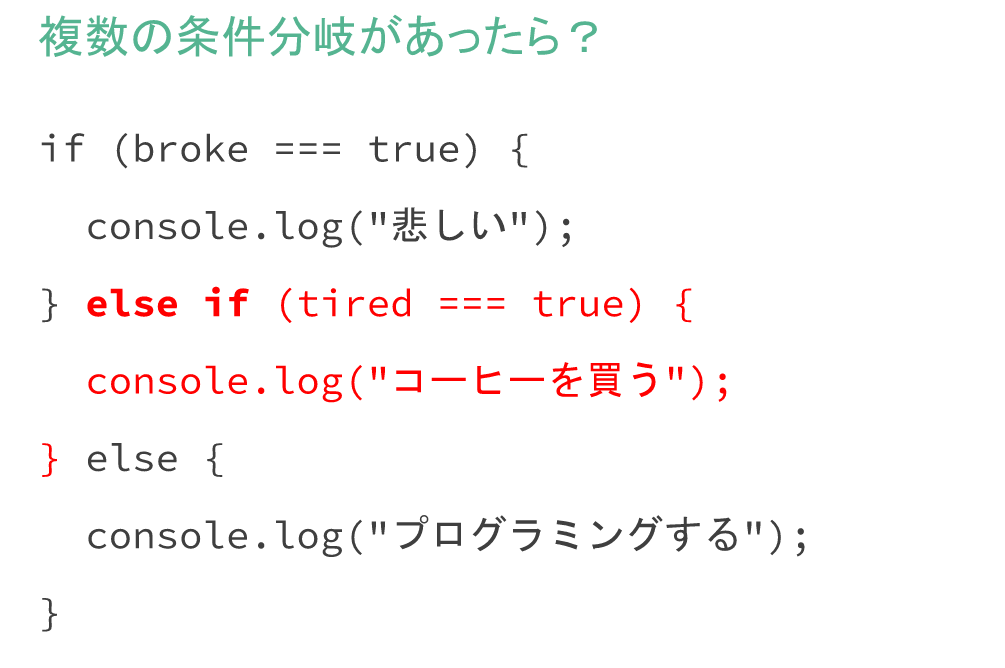 複数の条件分岐があったら？
if (broke === true) {
  console.log("悲しい");
} else if (tired === true) {
  console.log("コーヒーを買う");
} else {
  console.log("プログラミングする");
}